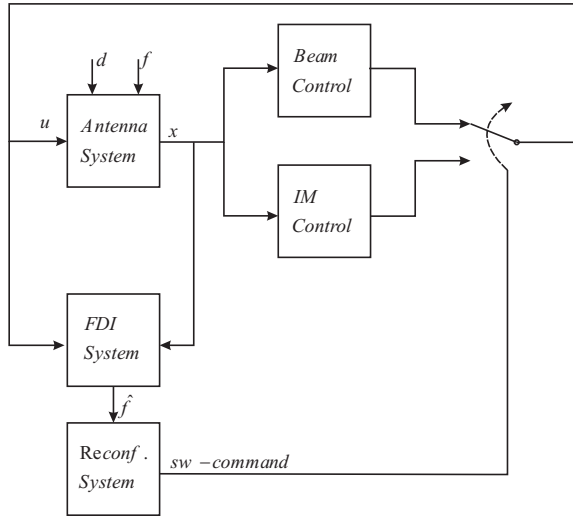 d
f
Beam
Control
u
Antenna
System
x
IM
Control
FDI
System
f̂
Reconf.
System
sw –command